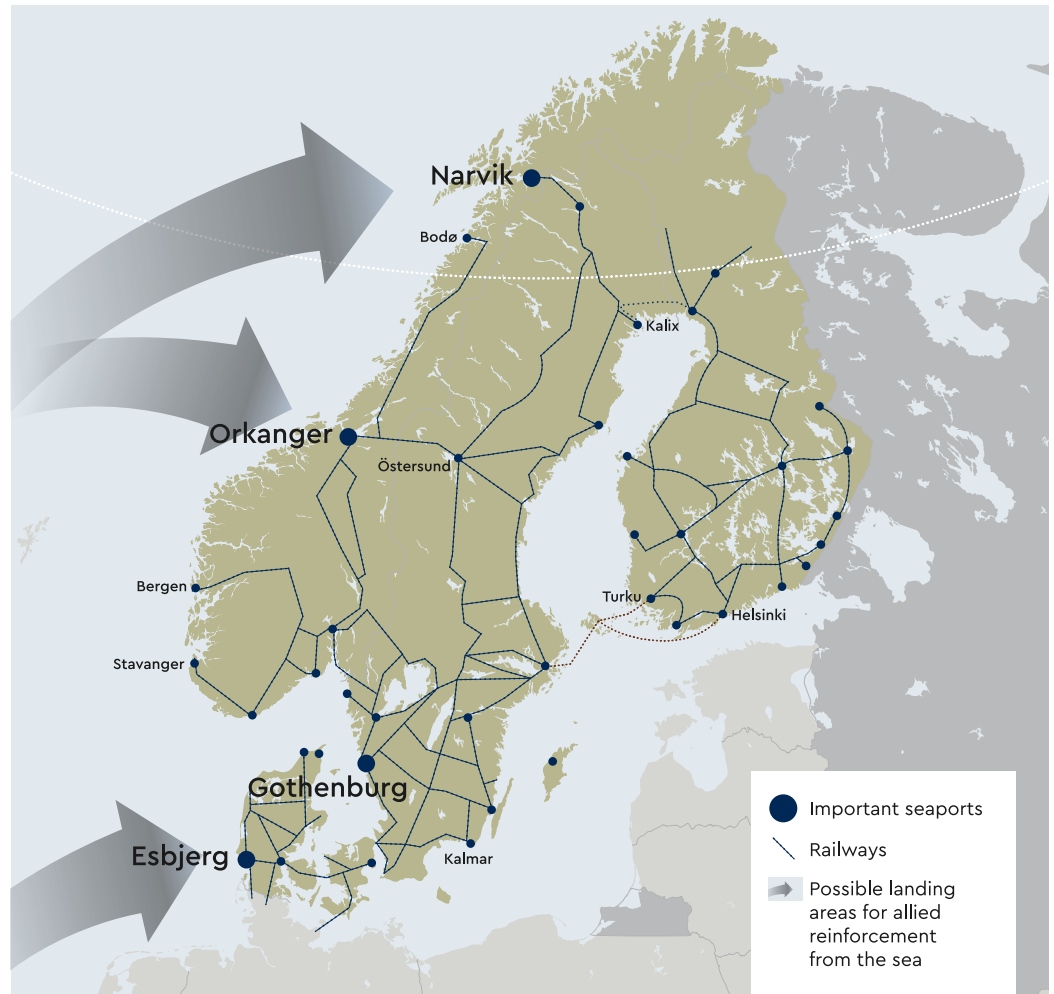 Narvik
Bodø
Kalix
Orkanger
Östersund
Bergen
Turku
Helsinki
Stavanger
Gothenburg
Esbjerg
Kalmar
Important seaports
Railways
Possible landing
areas for allied
reinforcement
from the sea